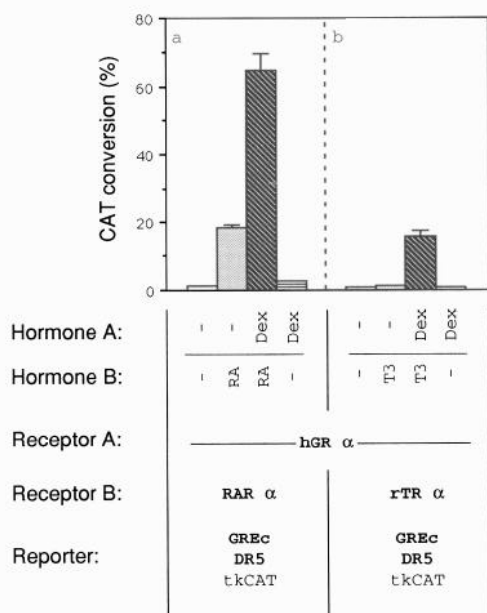 a
b
CAT conversion (%)
80
60
40
20
0
Hormone A: - - Dex Dex - - Dex Dex
Hormone B: - RA RA - - T3 T3 -
Receptor A: hGR α
Receptor B: RAR α rTR α
Reporter: GREc GREc
DR5 DR5
tkCAT tkCAT